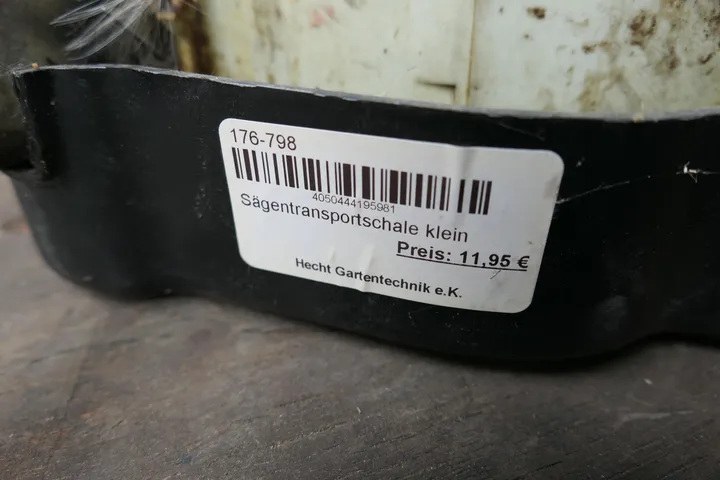 176-798
4050444195981
Sägentransportschale klein
Preis: 11,95 €
Hecht Gartentechnik e.K.